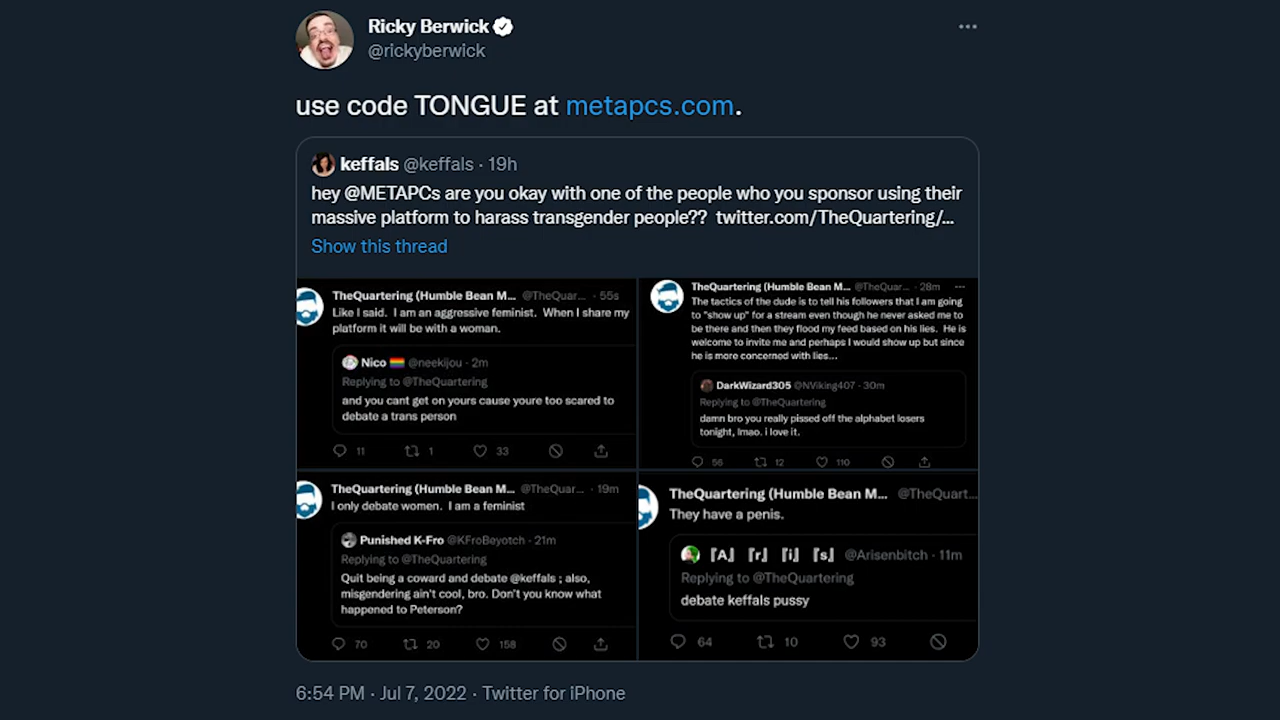 Ricky Berwick
@rickyberwick
use code TONGUE at metapcs.com.
keffals @keffals · 19h
hey @METAPCs are you okay with one of the people who you sponsor using their
massive platform to harass transgender people?? twitter.com/TheQuartering/...
Show this thread
TheQuartering (Humble Bean M... @TheQuar... · 55s
Like I said. I am an aggressive feminist. When I share my
platform it will be with a woman.
Nico 🏳️‍🌈 @neekijou · 2m
Replying to @TheQuartering
and you cant get on yours cause youre too scared to
debate a trans person
11 1 33
TheQuartering (Humble Bean M... @TheQuar... · 28m
The tactics of the dude is to tell his followers that I am going
to "show up" for a stream even though he never asked me to
be there and then they flood my feed based on his lies. He is
welcome to invite me and perhaps I would show up but since
he is more concerned with lies...
DarkWizard305 @NViking407 · 30m
Replying to @TheQuartering
damn bro you really pissed off the alphabet losers
tonight, lmao. i love it.
56 12 110
TheQuartering (Humble Bean M... @TheQuar... · 19m
I only debate women. I am a feminist
Punished K-Fro @KFroBeyotch · 21m
Replying to @TheQuartering
Quit being a coward and debate @keffals ; also,
misgendering ain't cool, bro. Don't you know what
happened to Peterson?
70 20 158
TheQuartering (Humble Bean M... @TheQuart...
They have a penis.
『A』 『r』 『i』 『s』 @Arisenbitch · 11m
Replying to @TheQuartering
debate keffals pussy
64 10 93
6:54 PM · Jul 7, 2022 · Twitter for iPhone